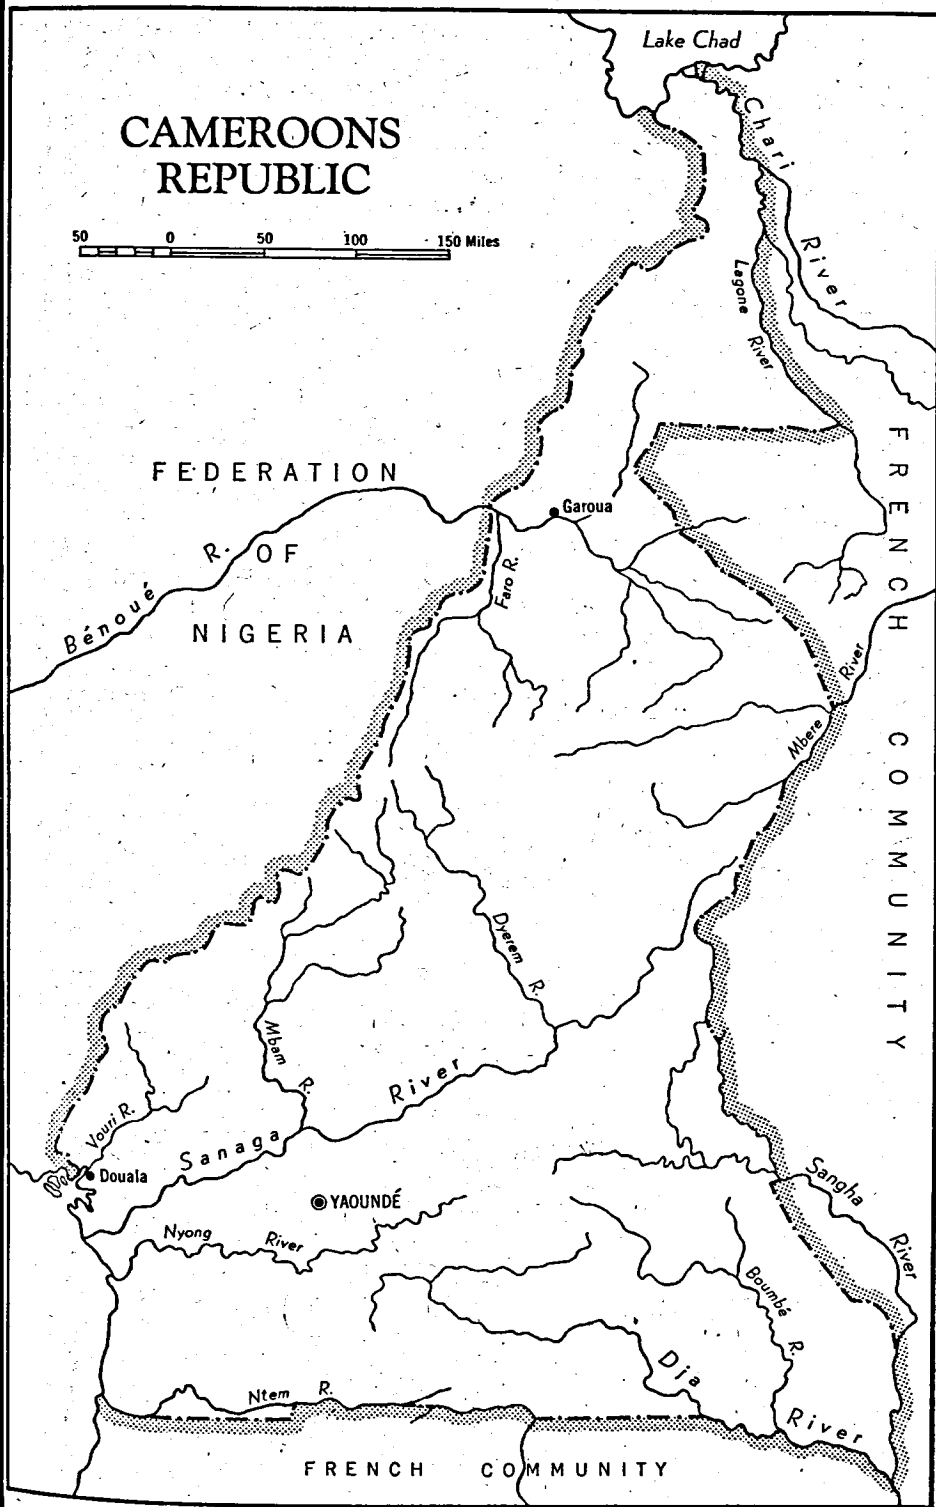 Lake Chad
CAMEROONS
REPUBLIC
Chari River
50 0 50 100 150 Miles
Logone River
FEDERATION
OF
NIGERIA
Bénoué R.
Garoua
Faro R.
FRENCH COMMUNITY
Mbere River
Dyerem R.
Mbam R.
Sanaga River
Vouri R.
Douala
YAOUNDÉ
Sangha River
Nyong River
Boumbé R.
Dja River
Ntem R.
FRENCH COMMUNITY